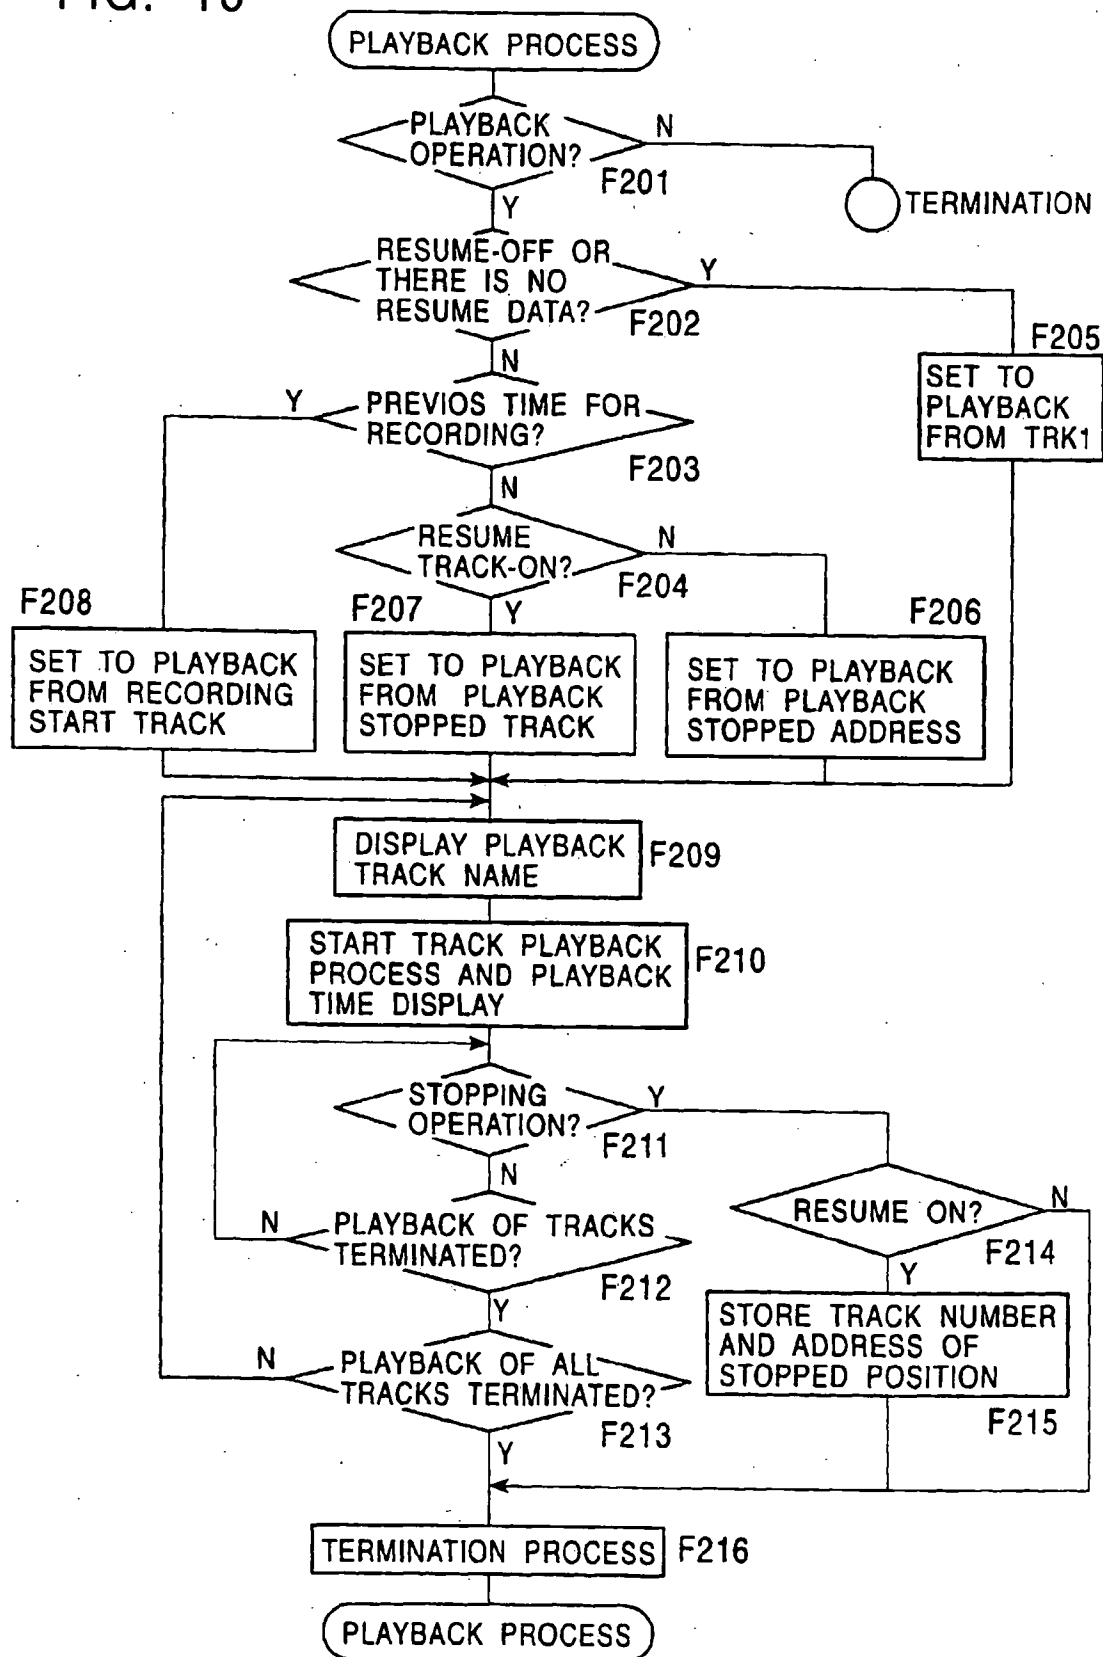 PLAYBACK PROCESS
PLAYBACK
OPERATION?
N
F201
Y
TERMINATION
RESUME-OFF OR
THERE IS NO
RESUME DATA?
Y
F202
N
F205
SET TO
PLAYBACK
FROM TRK1
Y
PREVIOS TIME FOR
RECORDING?
F203
N
RESUME
TRACK-ON?
N
F204
Y
F208
SET TO PLAYBACK
FROM RECORDING
START TRACK
F207
SET TO PLAYBACK
FROM PLAYBACK
STOPPED TRACK
F206
SET TO PLAYBACK
FROM PLAYBACK
STOPPED ADDRESS
DISPLAY PLAYBACK
TRACK NAME
F209
START TRACK PLAYBACK
PROCESS AND PLAYBACK
TIME DISPLAY
F210
STOPPING
OPERATION?
Y
F211
N
RESUME ON?
N
F214
Y
N
PLAYBACK OF TRACKS
TERMINATED?
F212
Y
STORE TRACK NUMBER
AND ADDRESS OF
STOPPED POSITION
F215
N
PLAYBACK OF ALL
TRACKS TERMINATED?
F213
Y
TERMINATION PROCESS
F216
PLAYBACK PROCESS